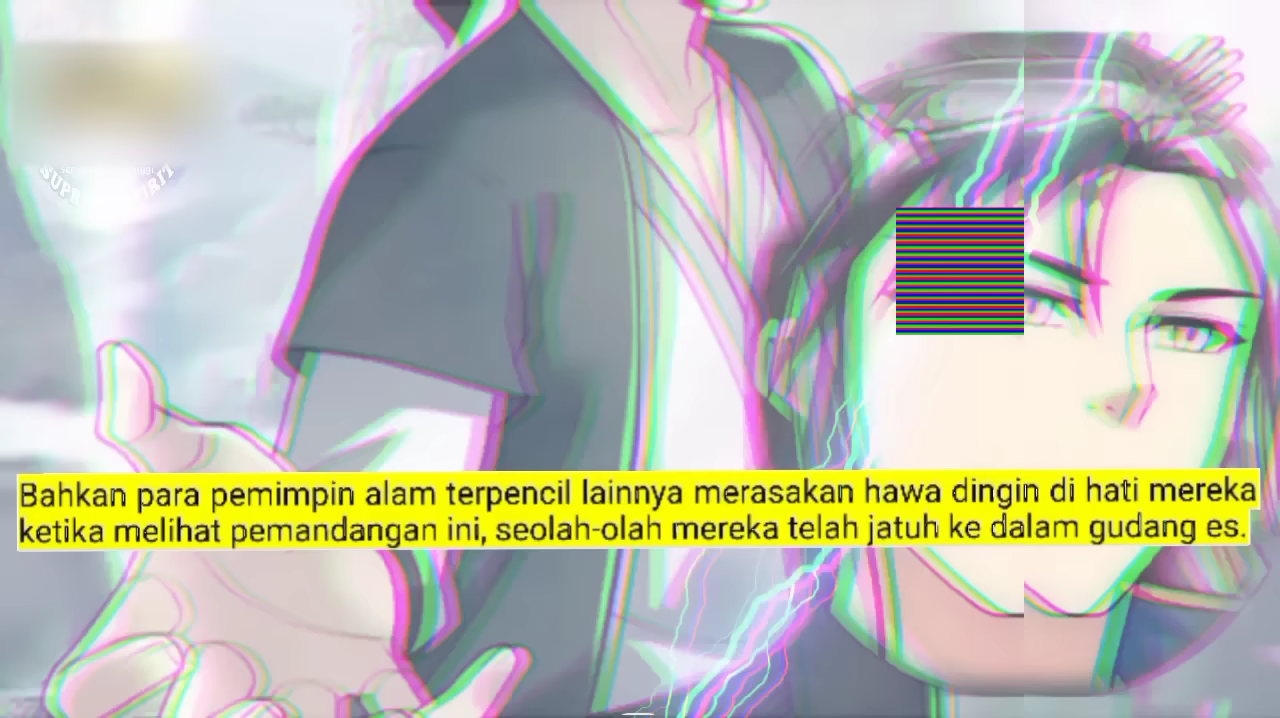 Bahkan para pemimpin alam terpencil lainnya merasakan hawa dingin di hati mereka
ketika melihat pemandangan ini, seolah-olah mereka telah jatuh ke dalam gudang es.